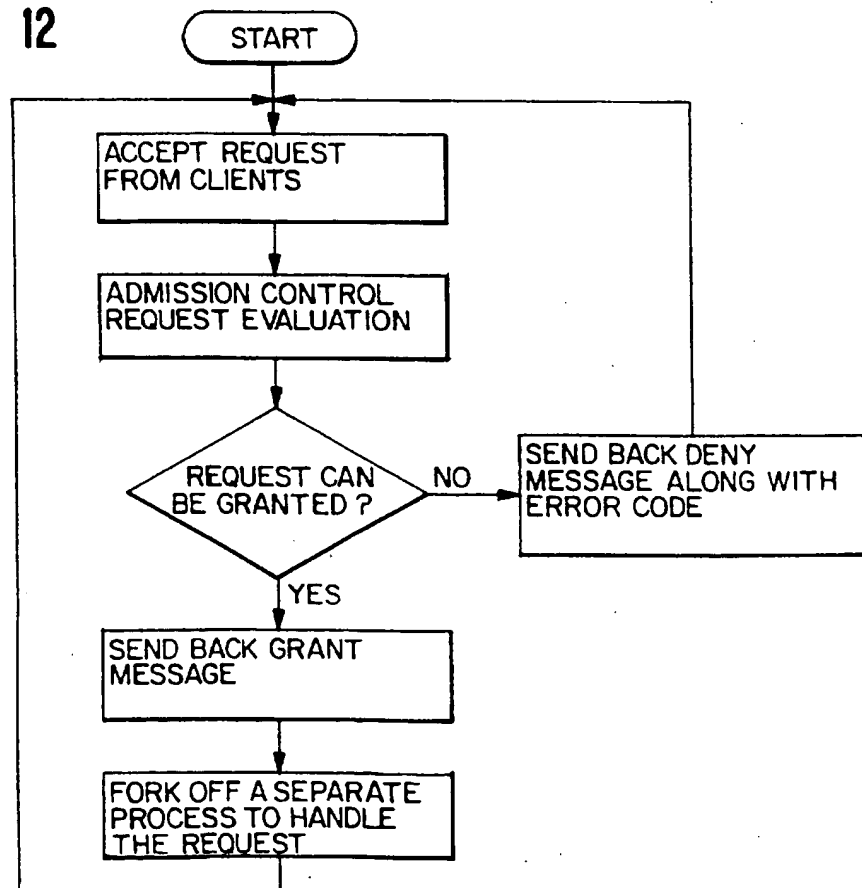 12
START
ACCEPT REQUEST
FROM CLIENTS
ADMISSION CONTROL
REQUEST EVALUATION
REQUEST CAN
BE GRANTED?
NO
SEND BACK DENY
MESSAGE ALONG WITH
ERROR CODE
YES
SEND BACK GRANT
MESSAGE
FORK OFF A SEPARATE
PROCESS TO HANDLE
THE REQUEST